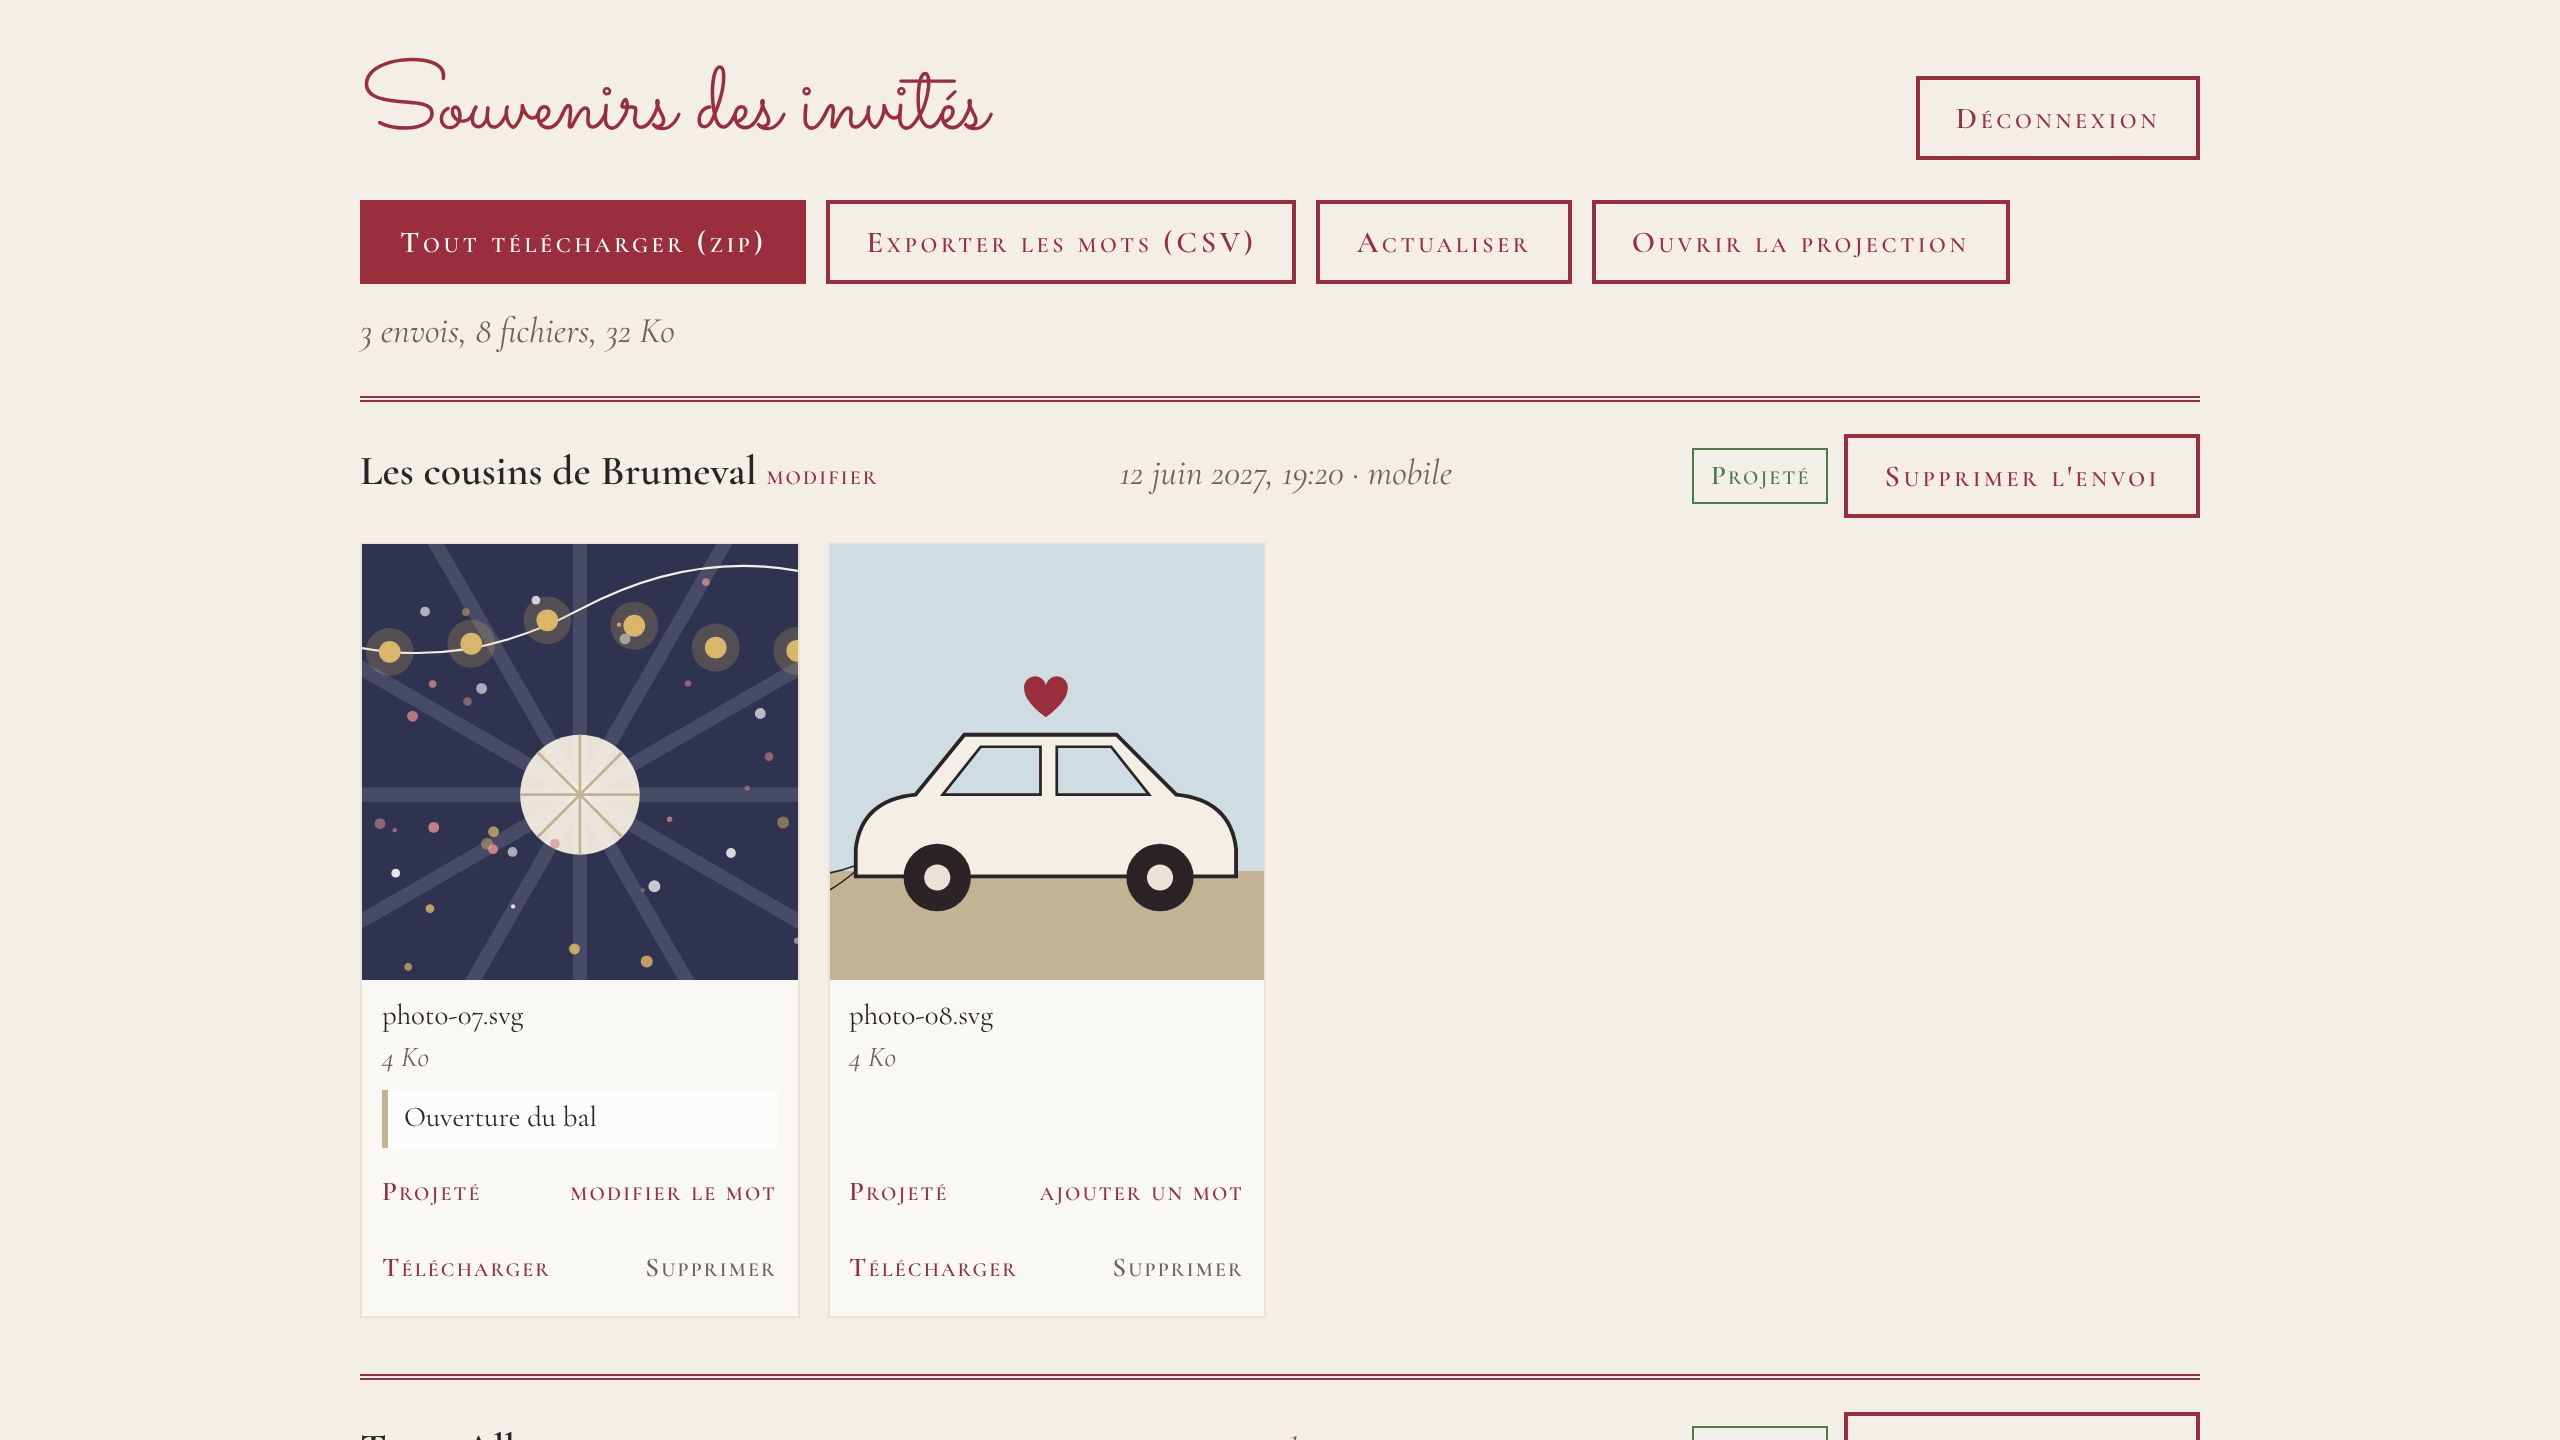 Souvenirs des invités
Déconnexion
Tout télécharger (zip)
Exporter les mots (CSV)
Actualiser
Ouvrir la projection
3 envois, 8 fichiers, 32 Ko
Les cousins de Brumeval modifier
12 juin 2027, 19:20 · mobile
Projeté
Supprimer l'envoi
photo-07.svg
4 Ko
Ouverture du bal
Projeté
modifier le mot
Télécharger
Supprimer
photo-08.svg
4 Ko
Projeté
ajouter un mot
Télécharger
Supprimer